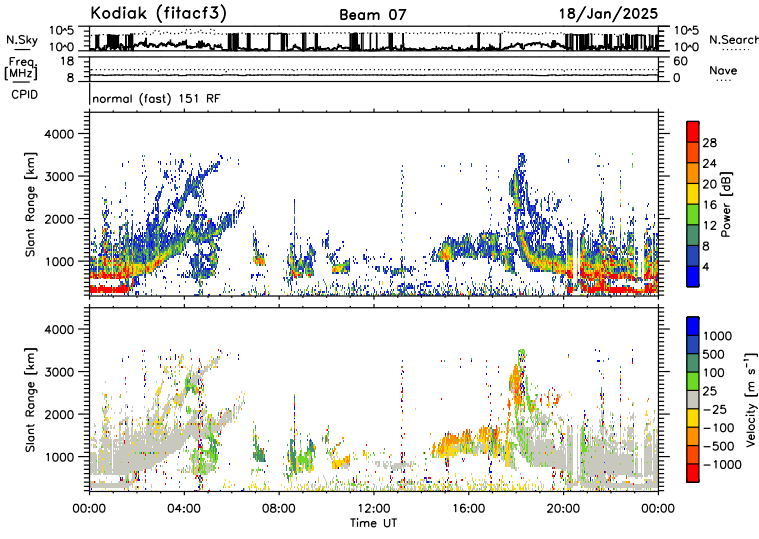 Kodiak (fitacf3) Beam 07 18/Jan/2025
N.Sky 10^5 10^0 10^5 10^0 N.Search
Freq. [MHz] 18 8 60 0 Nave
CPID normal (fast) 151 RF
4000
3000
2000
1000
Slant Range [km]
28
24
20
16
12
8
4
Power [dB]
4000
3000
2000
1000
Slant Range [km]
1000
500
100
25
-25
-100
-500
-1000
Velocity [m s^-1]
00:00 04:00 08:00 12:00 16:00 20:00 00:00
Time UT